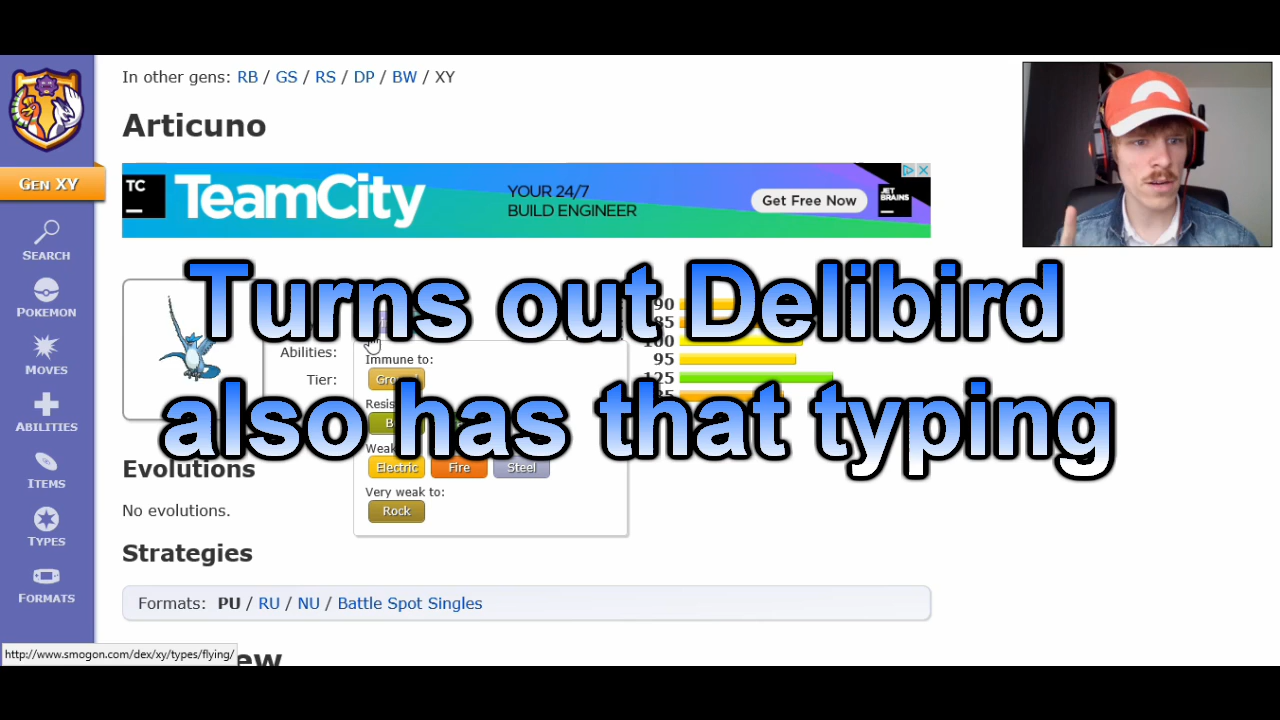 In other gens: RB / GS / RS / DP / BW / XY
Articuno
GEN XY
TC
TeamCity
YOUR 24/7
BUILD ENGINEER
Get Free Now
JET
BRAINS
SEARCH
POKEMON
MOVES
ABILITIES
ITEMS
TYPES
FORMATS
Turns out Delibird
also has that typing
Abilities:
Tier:
Immune to:
90
85
100
95
125
Electric
Fire
Steel
Very weak to:
Rock
Evolutions
No evolutions.
Strategies
Formats: PU / RU / NU / Battle Spot Singles
http://www.smogon.com/dex/xy/types/flying/